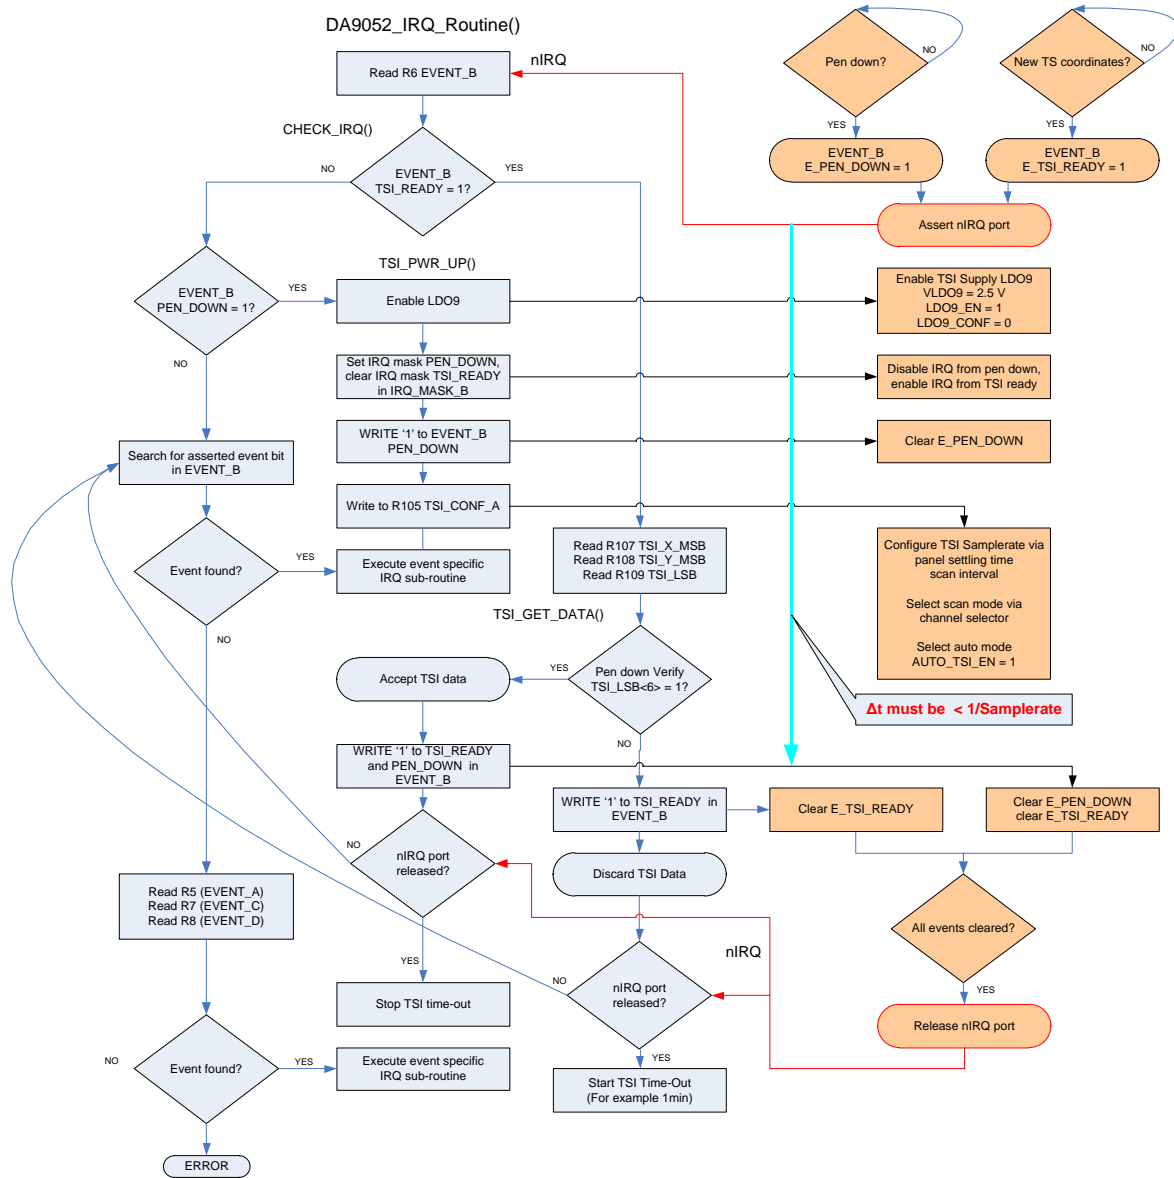 DA9052_IRQ_Routine()
nIRQ
Read R6 EVENT_B
CHECK_IRQ()
NO
EVENT_B
TSI_READY = 1?
YES
Pen down?
NO
YES
EVENT_B
E_PEN_DOWN = 1
New TS coordinates?
NO
YES
EVENT_B
E_TSI_READY = 1
Assert nIRQ port
EVENT_B
PEN_DOWN = 1?
YES
NO
TSI_PWR_UP()
Enable LDO9
Enable TSI Supply LDO9
VLDO9 = 2.5 V
LDO9_EN = 1
LDO9_CONF = 0
Set IRQ mask PEN_DOWN,
clear IRQ mask TSI_READY
in IRQ_MASK_B
Disable IRQ from pen down,
enable IRQ from TSI ready
WRITE ‘1’ to EVENT_B
PEN_DOWN
Clear E_PEN_DOWN
Search for asserted event bit
in EVENT_B
Write to R105 TSI_CONF_A
Configure TSI Samplerate via
panel settling time
scan interval
Select scan mode via
channel selector
Select auto mode
AUTO_TSI_EN = 1
Event found?
YES
NO
Execute event specific
IRQ sub-routine
Read R107 TSI_X_MSB
Read R108 TSI_Y_MSB
Read R109 TSI_LSB
TSI_GET_DATA()
Pen down Verify
TSI_LSB<6> = 1?
YES
NO
Accept TSI data
Δt must be  < 1/Samplerate
WRITE ‘1’ to TSI_READY
and PEN_DOWN  in
EVENT_B
WRITE ‘1’ to TSI_READY  in
EVENT_B
Clear E_TSI_READY
Clear E_PEN_DOWN
clear E_TSI_READY
NO
nIRQ port
released?
YES
Discard TSI Data
Read R5 (EVENT_A)
Read R7 (EVENT_C)
Read R8 (EVENT_D)
All events cleared?
YES
nIRQ
Stop TSI time-out
NO
nIRQ port
released?
YES
Release nIRQ port
NO
Event found?
YES
Execute event specific
IRQ sub-routine
Start TSI Time-Out
(For example 1min)
ERROR